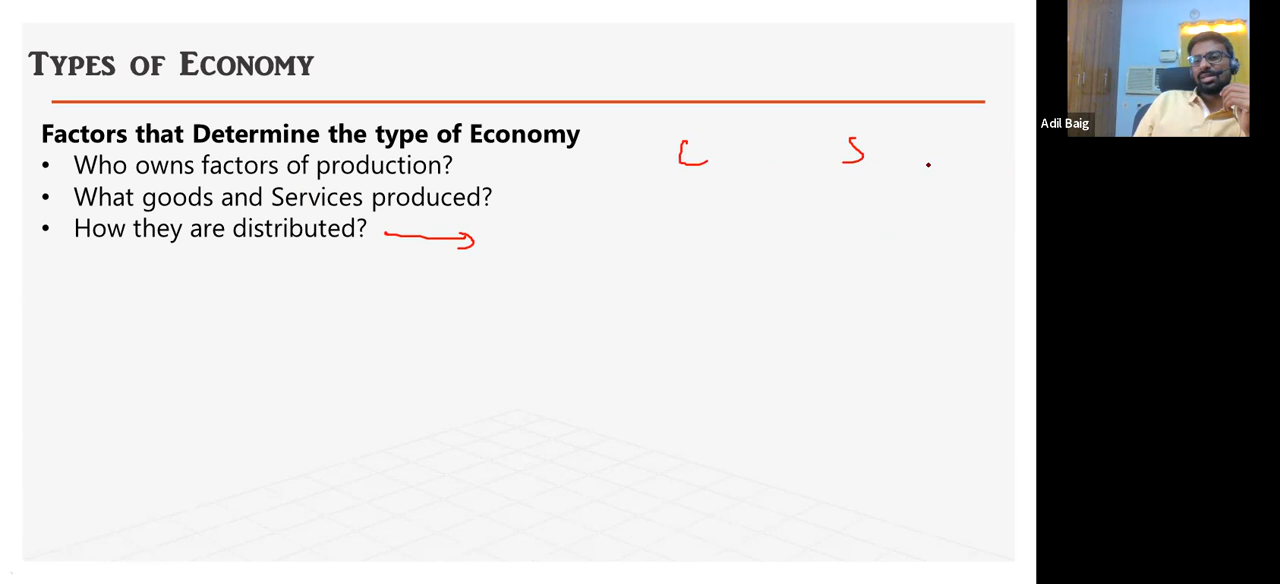 Types of Economy
Factors that Determine the type of Economy
• Who owns factors of production?
• What goods and Services produced?
• How they are distributed?
C S
Adil Baig